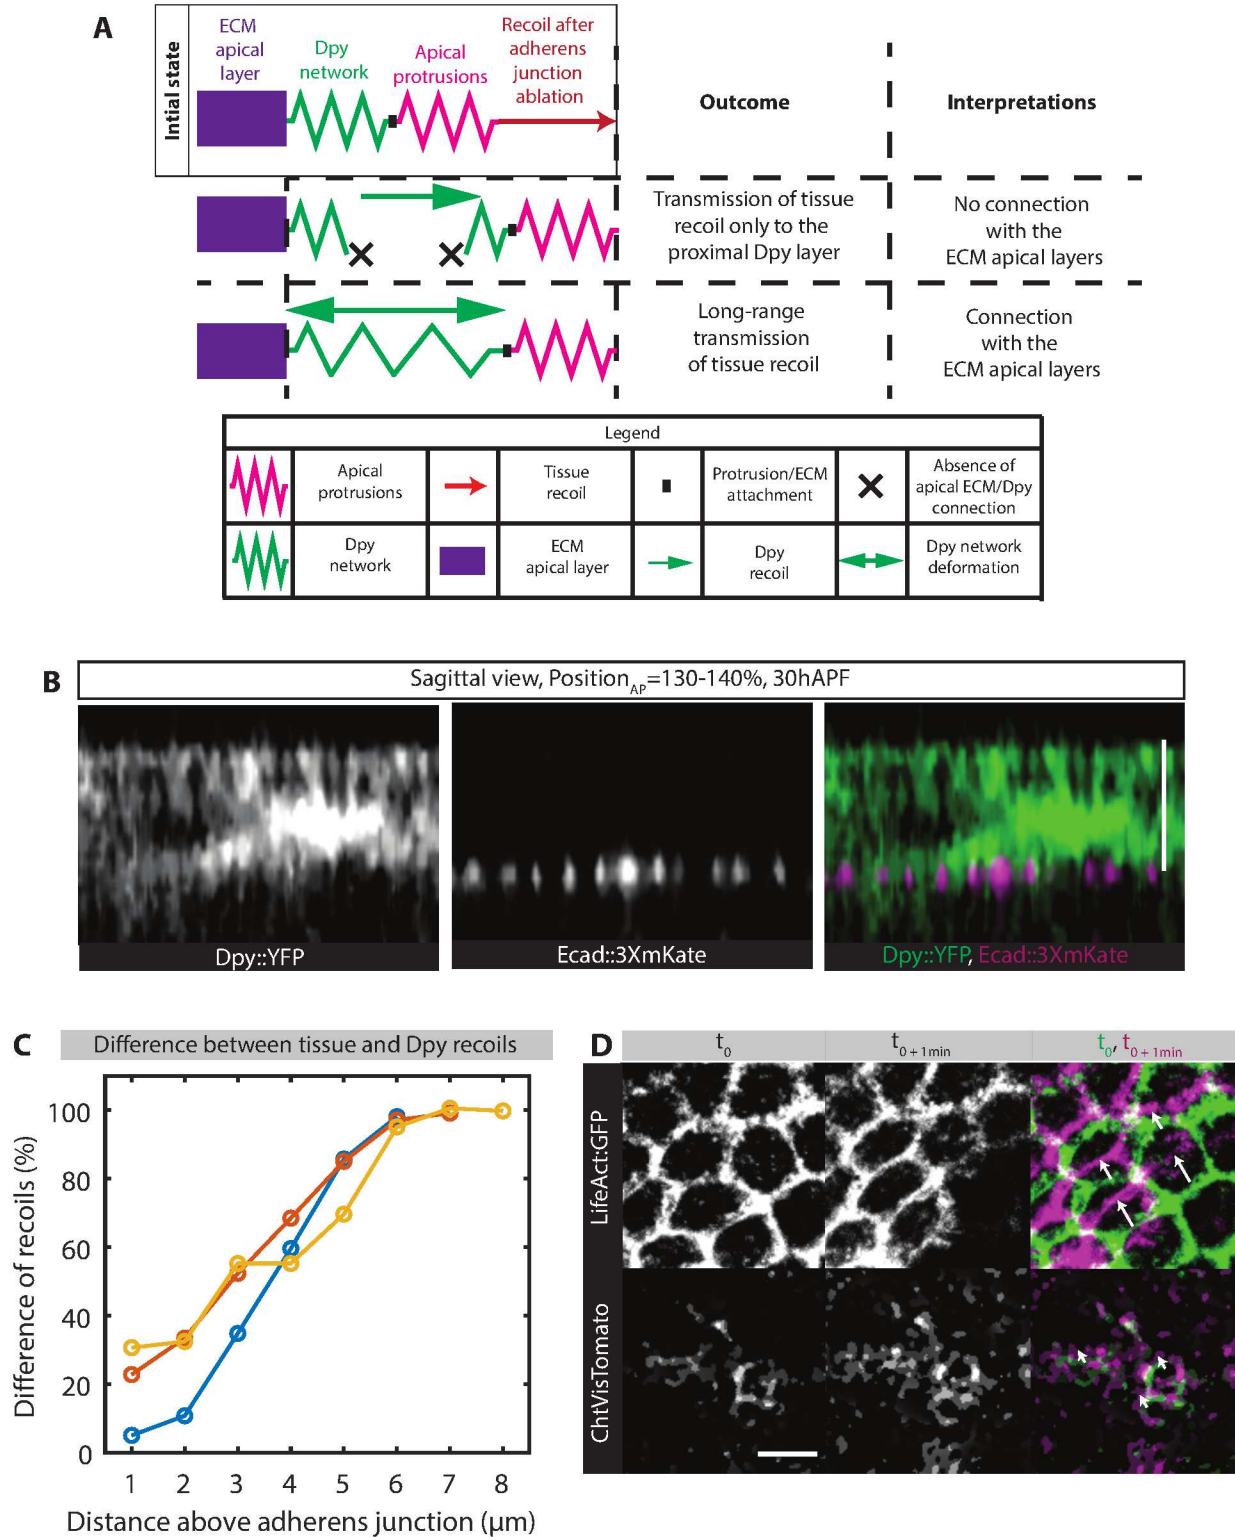 A
Intial state
ECM
apical
layer
Dpy
network
Apical
protrusions
Recoil after
adherens
junction
ablation
Outcome
Interpretations
Transmission of tissue
recoil only to the
proximal Dpy layer
No connection
with the
ECM apical layers
Long-range
transmission
of tissue recoil
Connection
with the
ECM apical layers
Legend
Apical
protrusions
Tissue
recoil
Protrusion/ECM
attachment
Absence of
apical ECM/Dpy
connection
Dpy
network
ECM
apical layer
Dpy
recoil
Dpy network
deformation
B
Sagittal view, PositionAP=130-140%, 30hAPF
Dpy::YFP
Ecad::3XmKate
Dpy::YFP, Ecad::3XmKate
C
Difference between tissue and Dpy recoils
Difference of recoils (%)
100
80
60
40
20
0
1 2 3 4 5 6 7 8
Distance above adherens junction (µm)
D
t0
t0 + 1min
t0, t0 + 1min
LifeAct:GFP
ChtVisTomato